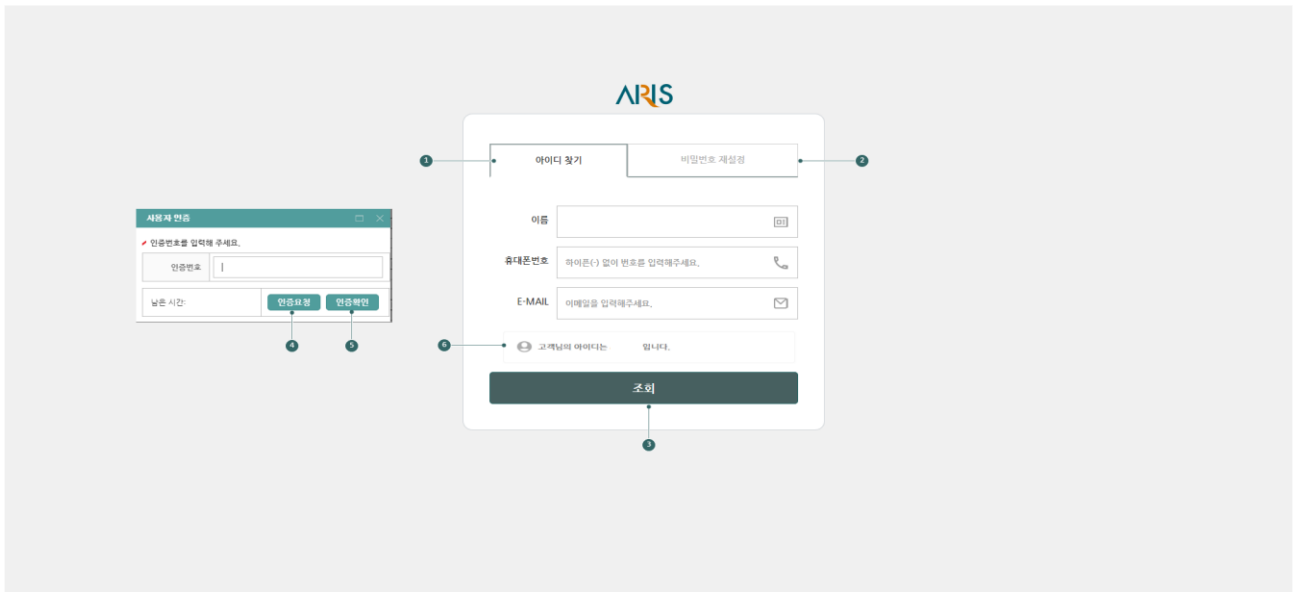 ARIS
1
아이디 찾기
비밀번호 재설정
2
이름
휴대폰번호
하이픈(-) 없이 번호를 입력해주세요.
E-MAIL
이메일을 입력해주세요.
6
고객님의 아이디는 입니다.
조회
3
사용자 인증
인증번호를 입력해 주세요.
인증번호
남은 시간:
인증요청
인증확인
4
5